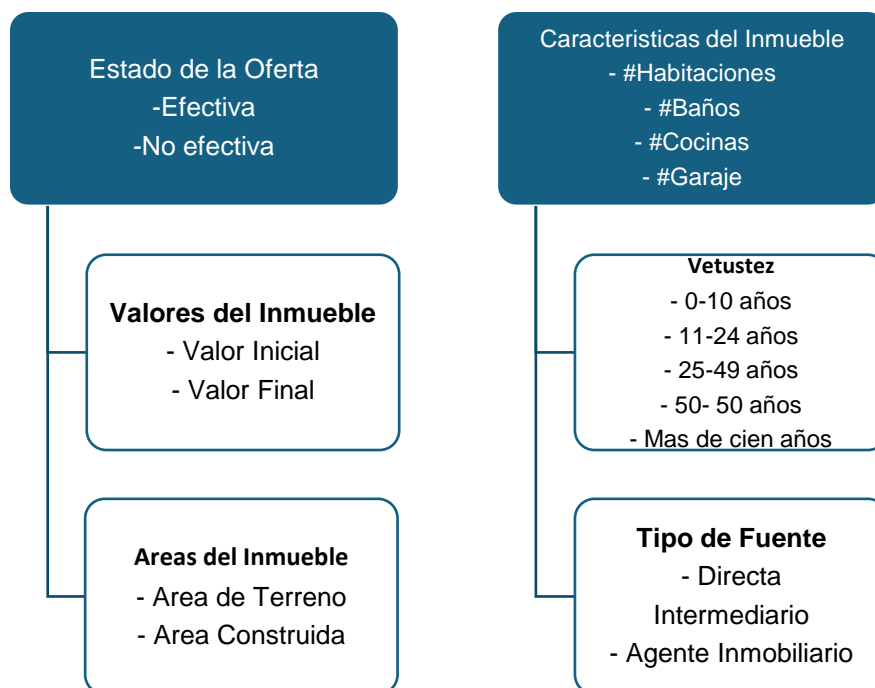 Estado de la Oferta
-Efectiva
-No efectiva
Valores del Inmueble
- Valor Inicial
- Valor Final
Areas del Inmueble
- Area de Terreno
- Area Construida
Caracteristicas del Inmueble
- #Habitaciones
- #Baños
- #Cocinas
- #Garaje
Vetustez
- 0-10 años
- 11-24 años
- 25-49 años
- 50- 50 años
- Mas de cien años
Tipo de Fuente
- Directa
Intermediario
- Agente Inmobiliario